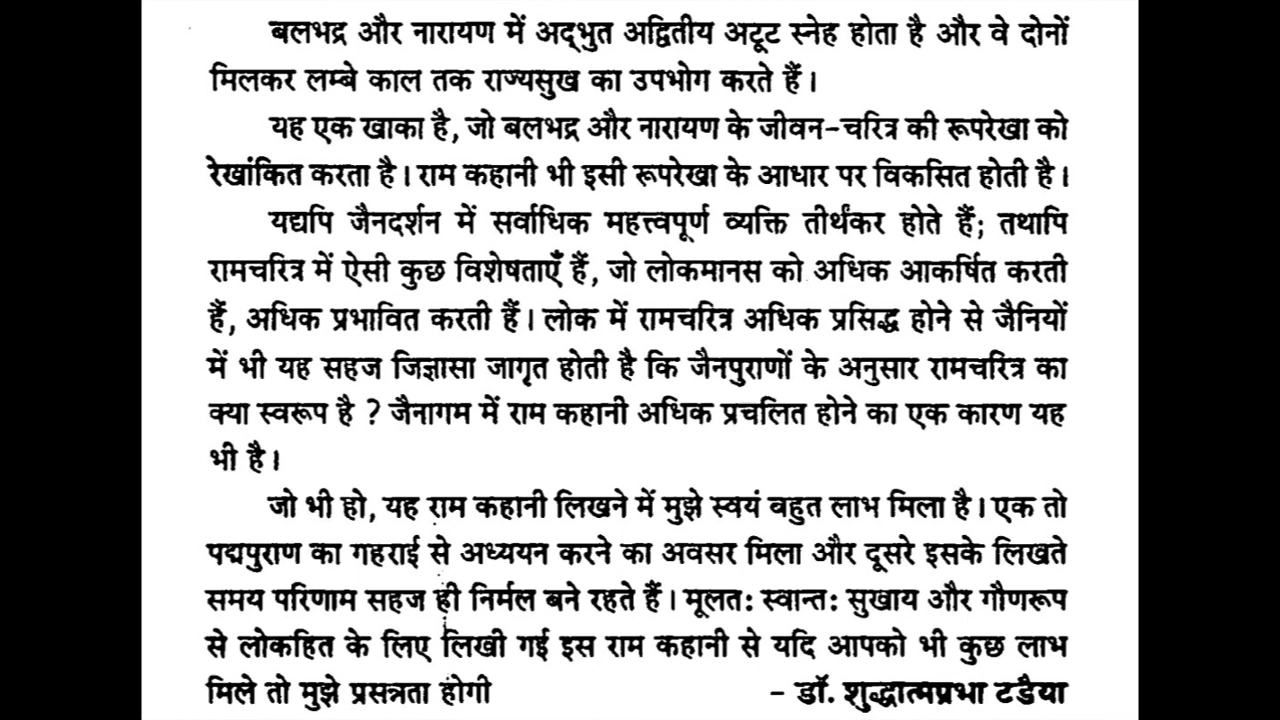 बलभद्र और नारायण में अद्भुत अद्वितीय अटूट स्नेह होता है और वे दोनों
मिलकर लम्बे काल तक राज्यसुख का उपभोग करते हैं।
यह एक खाका है, जो बलभद्र और नारायण के जीवन-चरित्र की रूपरेखा को
रेखांकित करता है। राम कहानी भी इसी रूपरेखा के आधार पर विकसित होती है।
यद्यपि जैनदर्शन में सर्वाधिक महत्त्वपूर्ण व्यक्ति तीर्थंकर होते हैं; तथापि
रामचरित्र में ऐसी कुछ विशेषताएँ हैं, जो लोकमानस को अधिक आकर्षित करती
हैं, अधिक प्रभावित करती हैं। लोक में रामचरित्र अधिक प्रसिद्ध होने से जैनियों
में भी यह सहज जिज्ञासा जागृत होती है कि जैनपुराणों के अनुसार रामचरित्र का
क्या स्वरूप है ? जैनागम में राम कहानी अधिक प्रचलित होने का एक कारण यह
भी है।
जो भी हो, यह राम कहानी लिखने में मुझे स्वयं बहुत लाभ मिला है। एक तो
पद्मपुराण का गहराई से अध्ययन करने का अवसर मिला और दूसरे इसके लिखते
समय परिणाम सहज ही निर्मल बने रहते हैं। मूलत: स्वान्त: सुखाय और गौणरूप
से लोकहित के लिए लिखी गई इस राम कहानी से यदि आपको भी कुछ लाभ
मिले तो मुझे प्रसन्नता होगी - डॉ. शुद्धात्मप्रभा टडैया